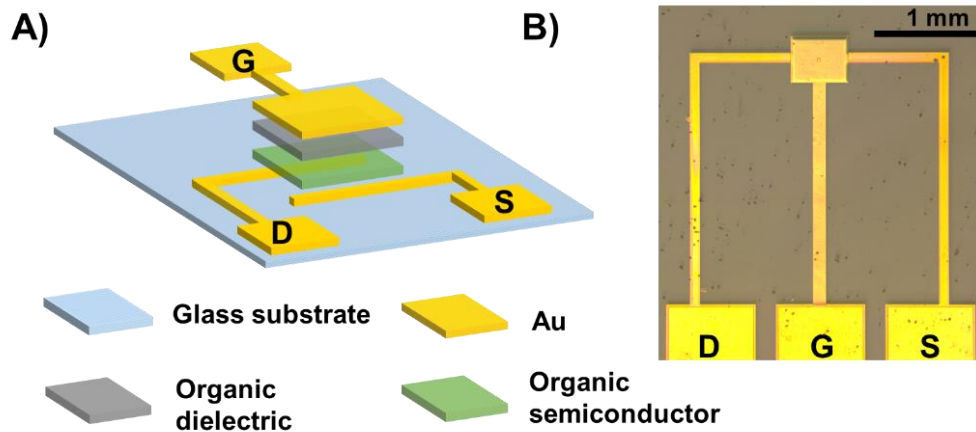 A)
G
D
S
Glass substrate
Au
Organic
dielectric
Organic
semiconductor
B)
1 mm
D
G
S